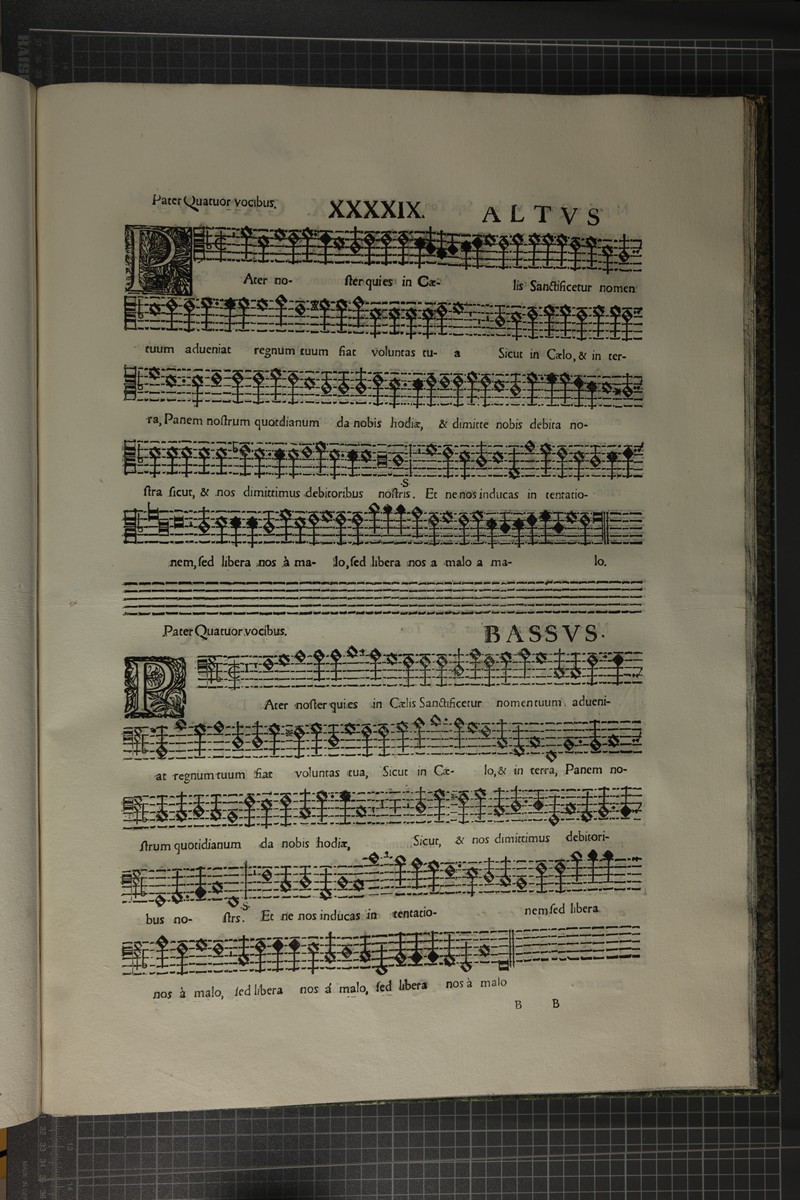 Pater Quatuor vocibus. XXXXIX. ALTVS
PAter no- ster qui es in Cæ- lis Sanctificetur nomen
tuum adueniat regnum tuum fiat voluntas tu- a Sicut in Cælo, & in ter-
ra, Panem nostrum quotdianum da nobis hodiæ, & dimitte nobis debita no-
stra sicut, & nos dimittimus debitoribus nostris. Et ne nos inducas in tentatio-
nem, sed libera nos à ma- lo, sed libera nos a malo a ma- lo.
Pater Quatuor vocibus. BASSVS.
PAter noster qui es in Cælis Sanctificetur nomen tuum adueni-
at regnum tuum fiat voluntas tua, Sicut in Cæ- lo, & in terra, Panem no-
strum quotidianum da nobis hodiæ, Sicut, & nos dimittimus debitori-
bus no- strs. Et ne nos inducas in tentatio- nem sed libera
nos à malo, sed libera nos á malo, sed libera nos à malo
B B